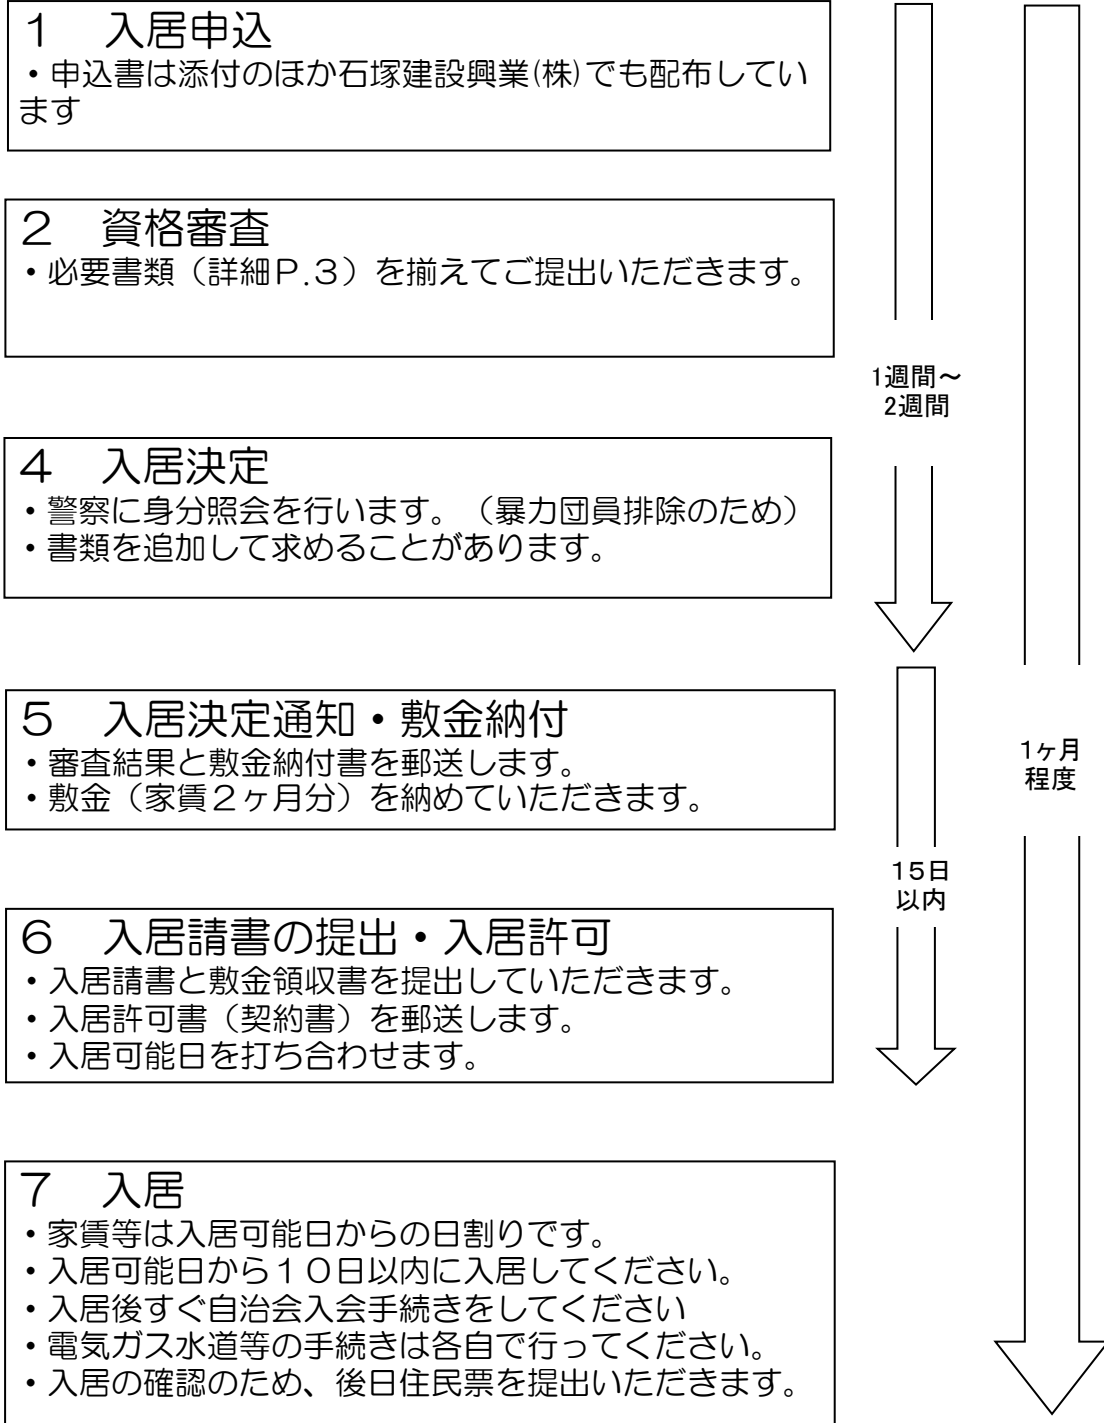 １　入居申込
・申込書は添付のほか石塚建設興業(株)でも配布してい
ます
２　資格審査
・必要書類（詳細Ｐ.３）を揃えてご提出いただきます。
1週間～
2週間
４　入居決定
・警察に身分照会を行います。（暴力団員排除のため）
・書類を追加して求めることがあります。
５　入居決定通知・敷金納付
・審査結果と敷金納付書を郵送します。
・敷金（家賃２ヶ月分）を納めていただきます。
1ヶ月
程度
15日
以内
６　入居請書の提出・入居許可
・入居請書と敷金領収書を提出していただきます。
・入居許可書（契約書）を郵送します。
・入居可能日を打ち合わせます。
７　入居
・家賃等は入居可能日からの日割りです。
・入居可能日から１０日以内に入居してください。
・入居後すぐ自治会入会手続きをしてください
・電気ガス水道等の手続きは各自で行ってください。
・入居の確認のため、後日住民票を提出いただきます。